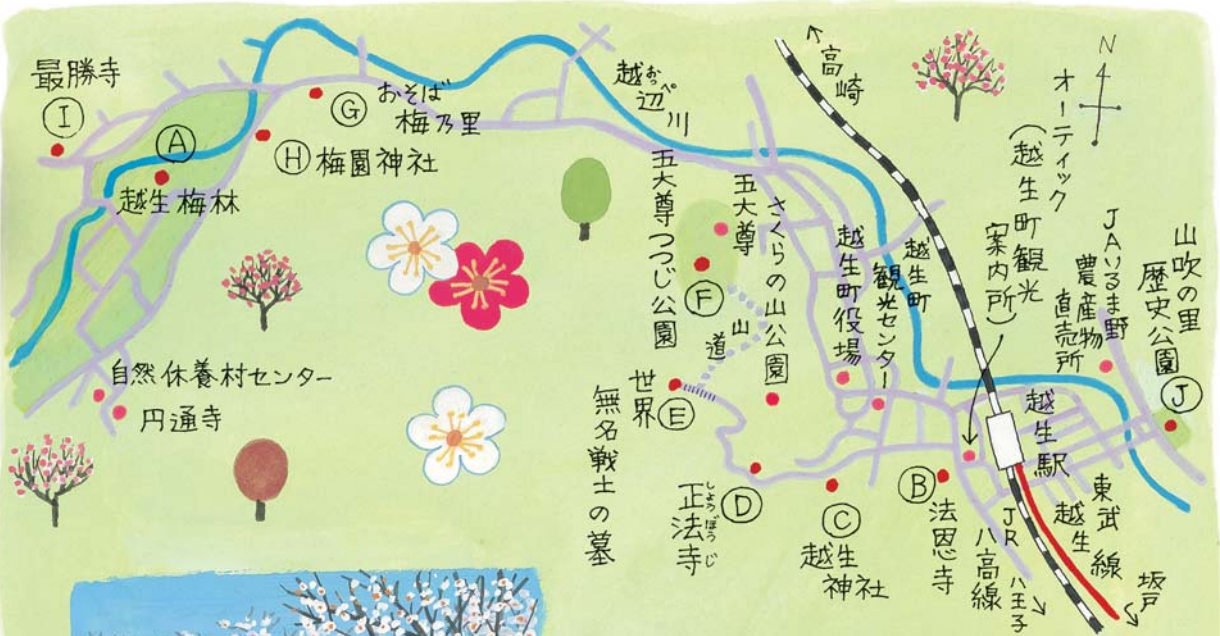 最勝寺
Ⓘ
Ⓐ
越生梅林
Ⓖ
おそば
梅乃里
Ⓗ 梅園神社
自然休養村センター
円通寺
越辺川
おっぺ
高崎
N
オーティック
(越生町観光
案内所)
五大尊つつじ公園
五大尊
Ⓕ
さくらの山公園
山道
越生町役場
越生町
観光センター
JAいるま野
農産物
直売所
山吹の里
歴史公園
Ⓙ
世界
無名戦士の墓
Ⓔ
Ⓓ
正法寺
しょうぼうじ
Ⓒ
越生
神社
Ⓑ
法恩寺
越生駅
東武
越生線
JR
八高線
八王子
坂戸